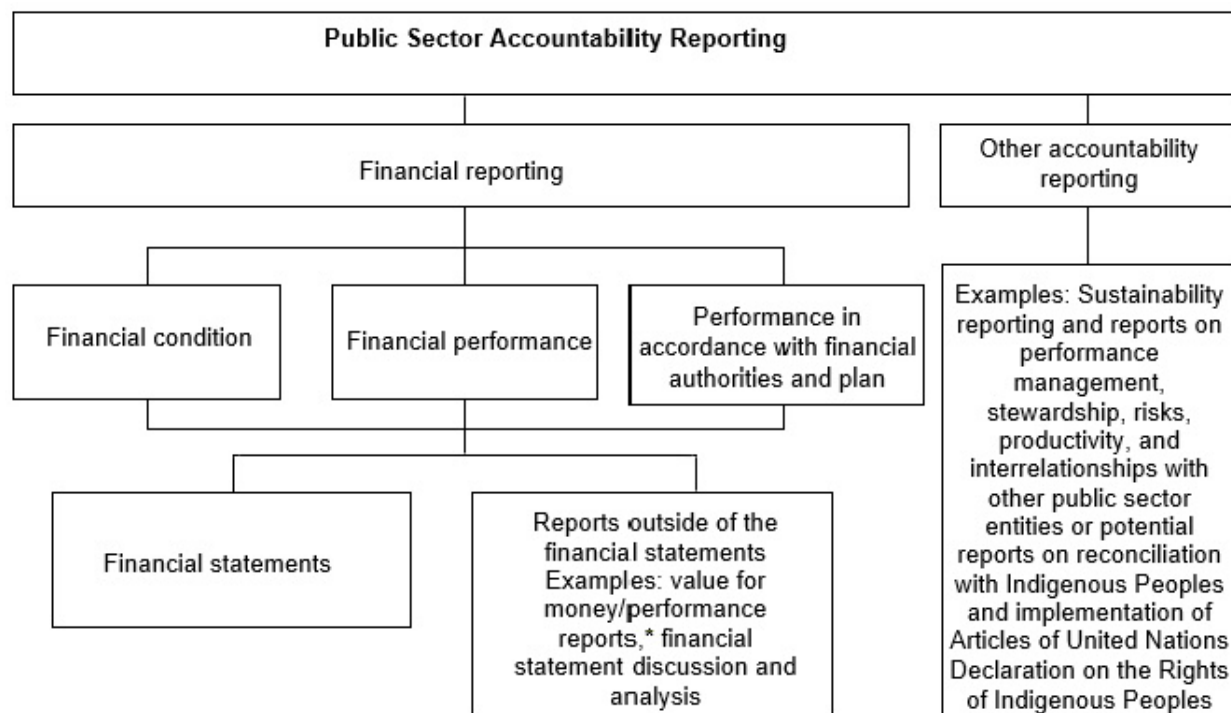 Public Sector Accountability Reporting
Financial reporting
Other accountability
reporting
Financial condition
Financial performance
Performance in
accordance with financial
authorities and plan
Financial statements
Reports outside of the
financial statements
Examples: value for
money/performance
reports,* financial
statement discussion and
analysis
Examples: Sustainability
reporting and reports on
performance
management,
stewardship, risks,
productivity, and
interrelationships with
other public sector
entities or potential
reports on reconciliation
with Indigenous Peoples
and implementation of
Articles of United Nations
Declaration on the Rights
of Indigenous Peoples